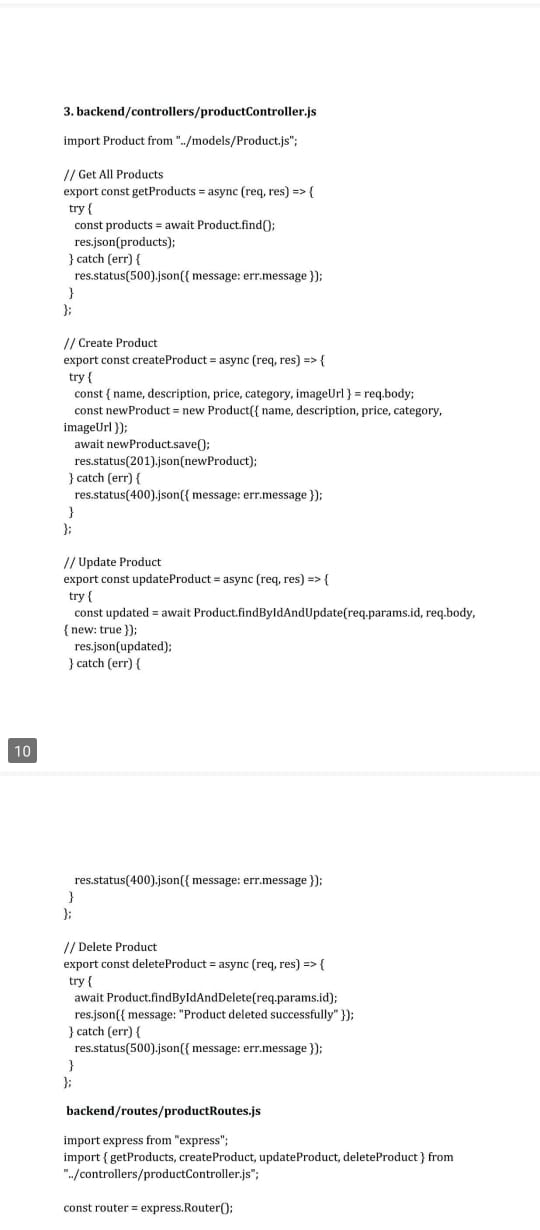 3. backend/controllers/productController.js
import Product from "../models/Product.js";
// Get All Products
export const getProducts = async (req, res) => {
try {
const products = await Product.find();
res.json(products);
} catch (err) {
res.status(500).json({ message: err.message });
}
};
// Create Product
export const createProduct = async (req, res) => {
try {
const { name, description, price, category, imageUrl } = req.body;
const newProduct = new Product({ name, description, price, category,
imageUrl });
await newProduct.save();
res.status(201).json(newProduct);
} catch (err) {
res.status(400).json({ message: err.message });
}
};
// Update Product
export const updateProduct = async (req, res) => {
try {
const updated = await Product.findByIdAndUpdate(req.params.id, req.body,
{ new: true });
res.json(updated);
} catch (err) {
10
res.status(400).json({ message: err.message });
}
};
// Delete Product
export const deleteProduct = async (req, res) => {
try {
await Product.findByIdAndDelete(req.params.id);
res.json({ message: "Product deleted successfully" });
} catch (err) {
res.status(500).json({ message: err.message });
}
};
backend/routes/productRoutes.js
import express from "express";
import { getProducts, createProduct, updateProduct, deleteProduct } from
"../controllers/productController.js";
const router = express.Router();